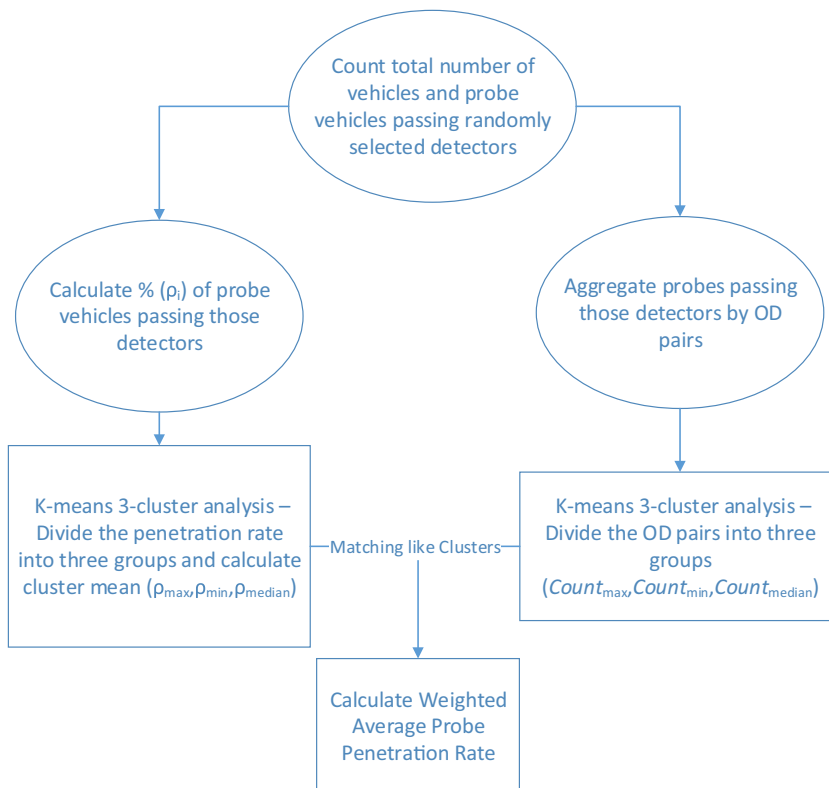 Count total number of
vehicles and probe
vehicles passing randomly
selected detectors
Calculate % (ρi) of probe
vehicles passing those
detectors
Aggregate probes passing
those detectors by OD
pairs
K-means 3-cluster analysis –
Divide the penetration rate
into three groups and calculate
cluster mean (ρmax,ρmin,ρmedian)
Matching like Clusters
K-means 3-cluster analysis –
Divide the OD pairs into three
groups
(Countmax,Countmin,Countmedian)
Calculate Weighted
Average Probe
Penetration Rate